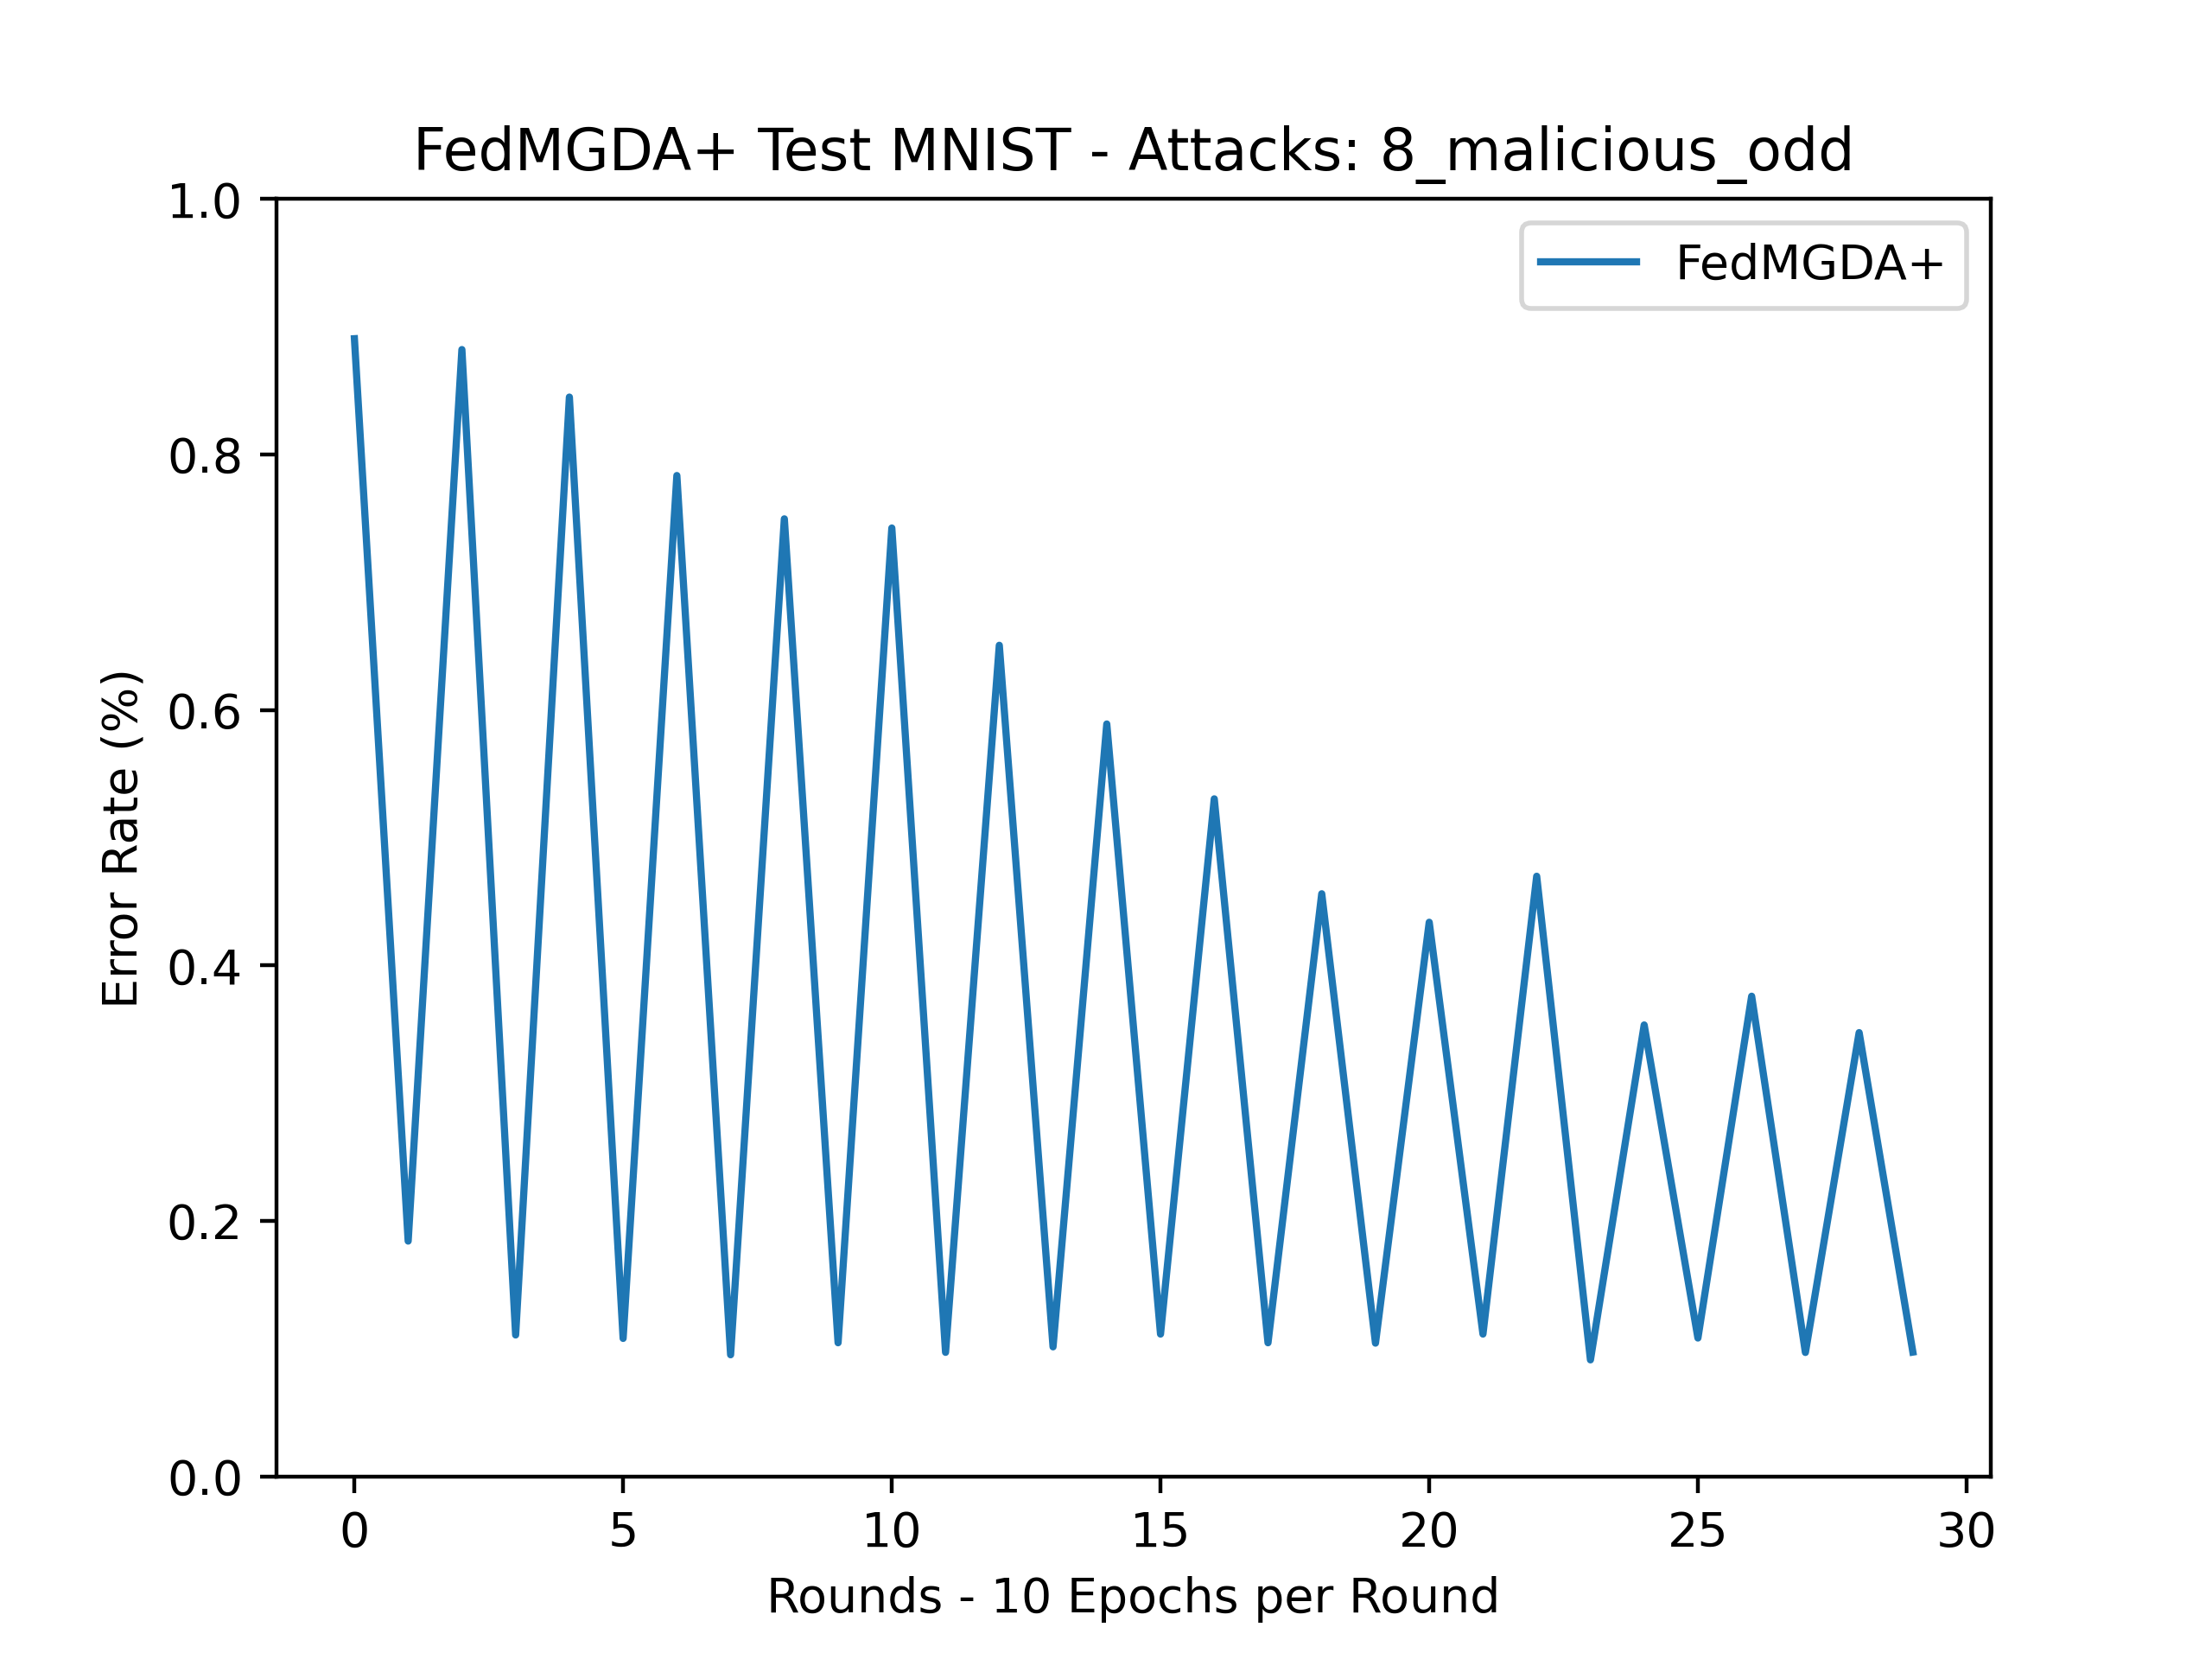 FedMGDA+ Test MNIST - Attacks: 8_malicious_odd
FedMGDA+
Error Rate (%)
1.0
0.8
0.6
0.4
0.2
0.0
0 5 10 15 20 25 30
Rounds - 10 Epochs per Round